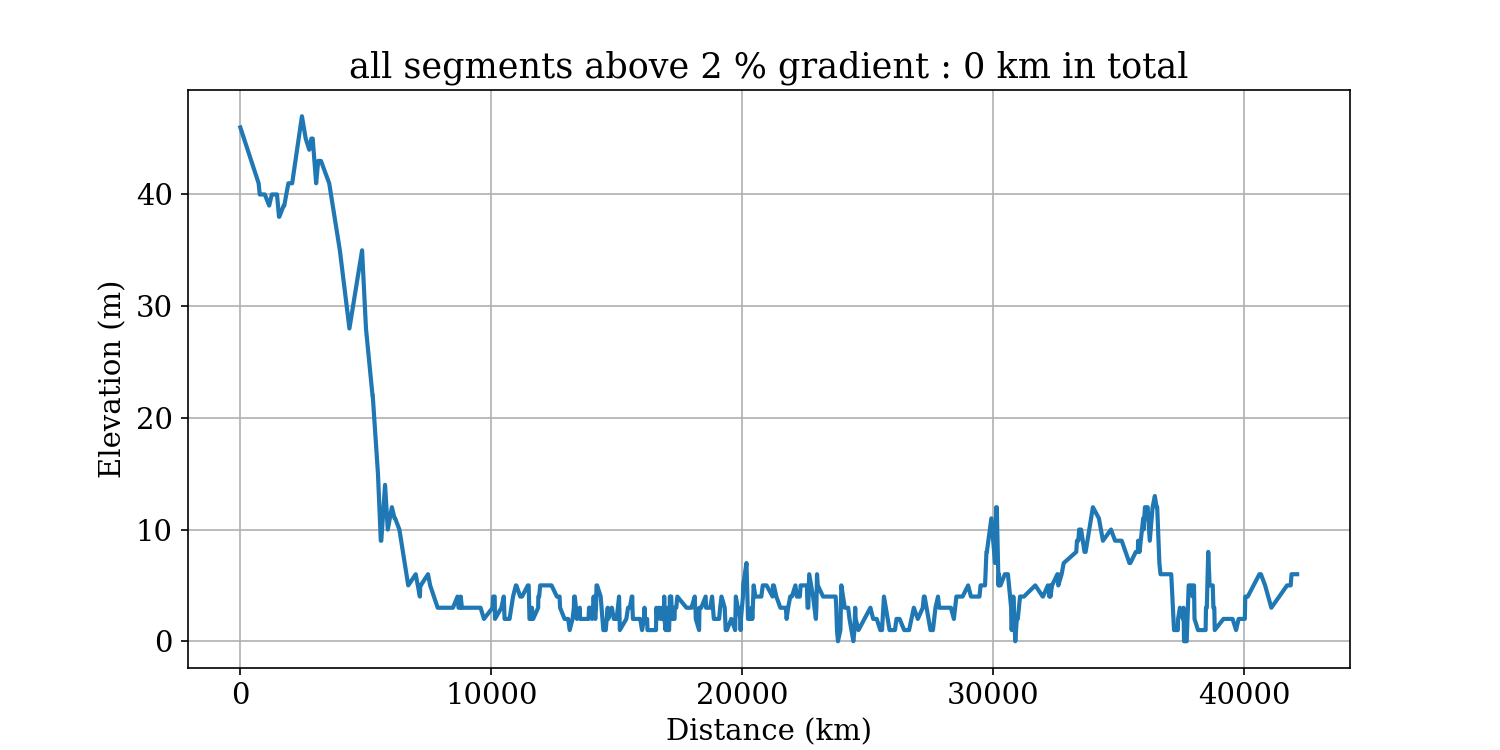 all segments above 2 % gradient : 0 km in total
Elevation (m)
40
30
20
10
0
0 10000 20000 30000 40000
Distance (km)